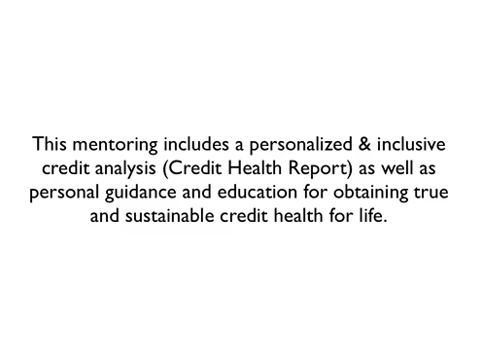 This mentoring includes a personalized & inclusive
credit analysis (Credit Health Report) as well as
personal guidance and education for obtaining true
and sustainable credit health for life.